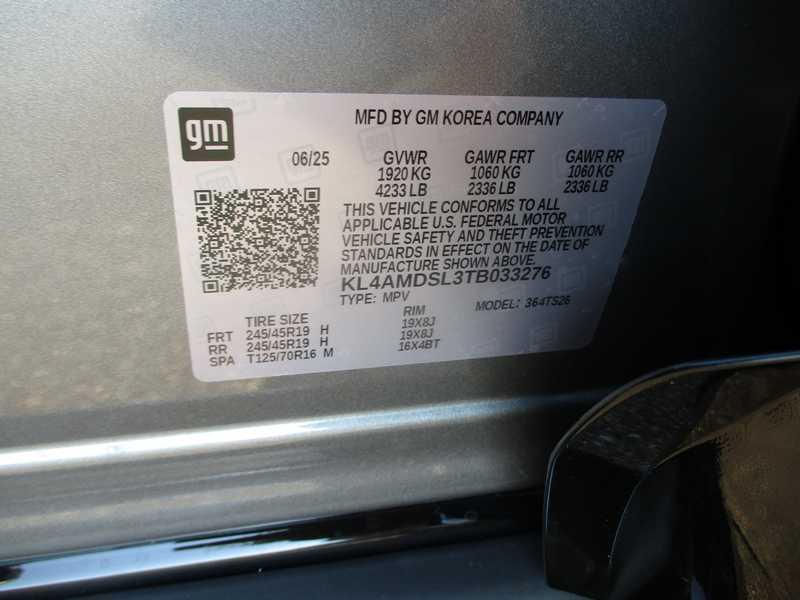 gm
MFD BY GM KOREA COMPANY
06/25 GVWR GAWR FRT GAWR RR
1920 KG 1060 KG 1060 KG
4233 LB 2336 LB 2336 LB
THIS VEHICLE CONFORMS TO ALL
APPLICABLE U.S. FEDERAL MOTOR
VEHICLE SAFETY AND THEFT PREVENTION
STANDARDS IN EFFECT ON THE DATE OF
MANUFACTURE SHOWN ABOVE.
KL4AMDSL3TB033276
TYPE: MPV MODEL: 364TS26
TIRE SIZE RIM
FRT 245/45R19 H 19X8J
RR 245/45R19 H 19X8J
SPA T125/70R16 M 16X4BT